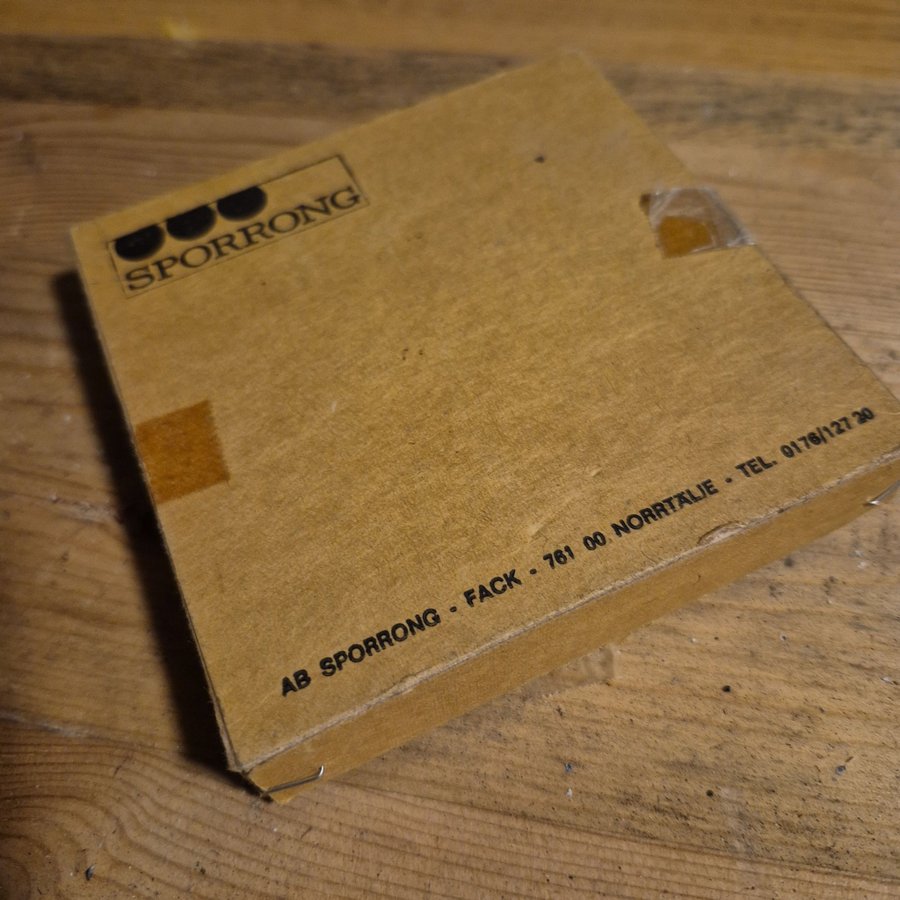 SPORRONG
AB SPORRONG - FACK - 761 00 NORRTÄLJE - TEL. 0176/127 20